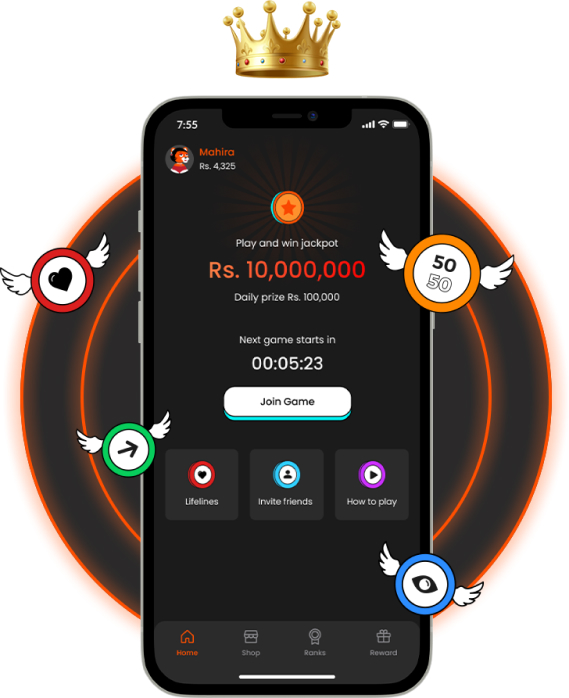 7:55
Mahira
Rs. 4,325
Play and win jackpot
Rs. 10,000,000
Daily prize Rs. 100,000
50
50
Next game starts in
00:05:23
Join Game
Lifelines
Invite friends
How to play
Home
Shop
Ranks
Reward